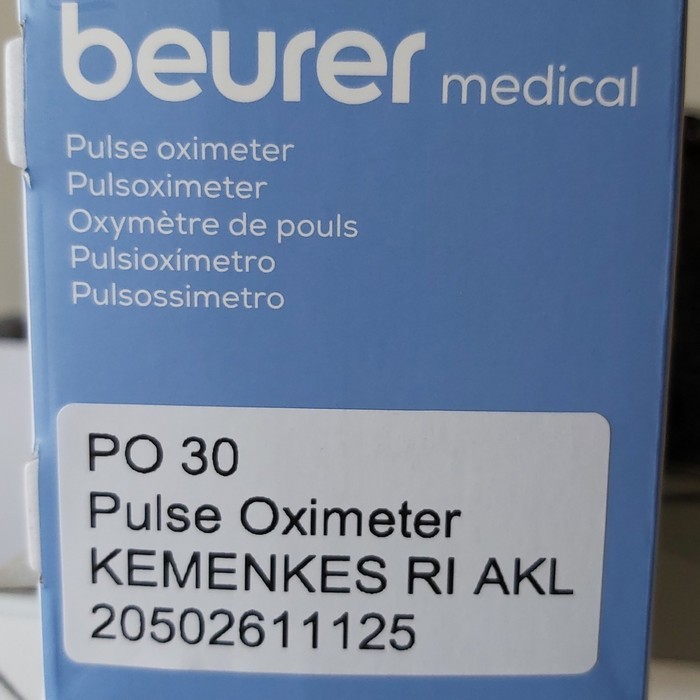 beurer medical
Pulse oximeter
Pulsoximeter
Oxymètre de pouls
Pulsioxímetro
Pulsossimetro
PO 30
Pulse Oximeter
KEMENKES RI AKL
20502611125